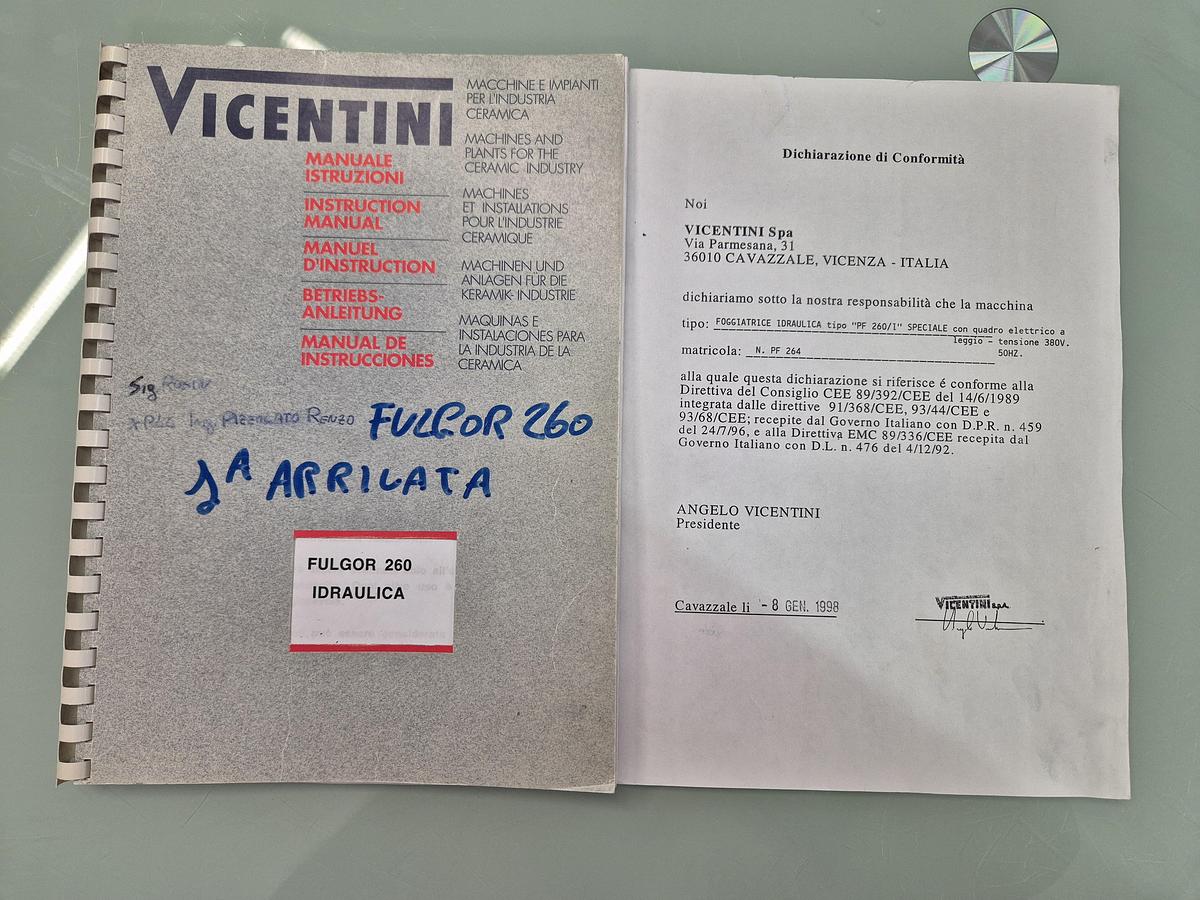 VICENTINI
MACCHINE E IMPIANTI
PER L'INDUSTRIA
CERAMICA
MACHINES AND
PLANTS FOR THE
CERAMIC INDUSTRY
MACHINES
ET INSTALLATIONS
POUR L'INDUSTRIE
CERAMIQUE
MACHINEN UND
ANLAGEN FÜR DIE
KERAMIK-INDUSTRIE
MAQUINAS E
INSTALACIONES PARA
LA INDUSTRIA DE LA
CERAMICA
MANUALE
ISTRUZIONI
INSTRUCTION
MANUAL
MANUEL
D'INSTRUCTION
BETRIEBS-
ANLEITUNG
MANUAL DE
INSTRUCCIONES
Sig
Ing. PIZZOLATO RENZO
FULGOR 260
1A ARRIVATA
FULGOR 260
IDRAULICA
Dichiarazione di Conformità
Noi
VICENTINI Spa
Via Parmesana, 31
36010 CAVAZZALE, VICENZA - ITALIA
dichiariamo sotto la nostra responsabilità che la macchina
tipo: FOGGIATRICE IDRAULICA tipo "PF 260/I" SPECIALE con quadro elettrico a
leggio - tensione 380V.
50HZ.
matricola: N. PF 264
alla quale questa dichiarazione si riferisce é conforme alla
Direttiva del Consiglio CEE 89/392/CEE del 14/6/1989
integrata dalle direttive 91/368/CEE, 93/44/CEE e
93/68/CEE; recepite dal Governo Italiano con D.P.R. n. 459
del 24/7/96, e alla Direttiva EMC 89/336/CEE recepita dal
Governo Italiano con D.L. n. 476 del 4/12/92.
ANGELO VICENTINI
Presidente
Cavazzale li - 8 GEN. 1998
VICENTINI s.p.a.